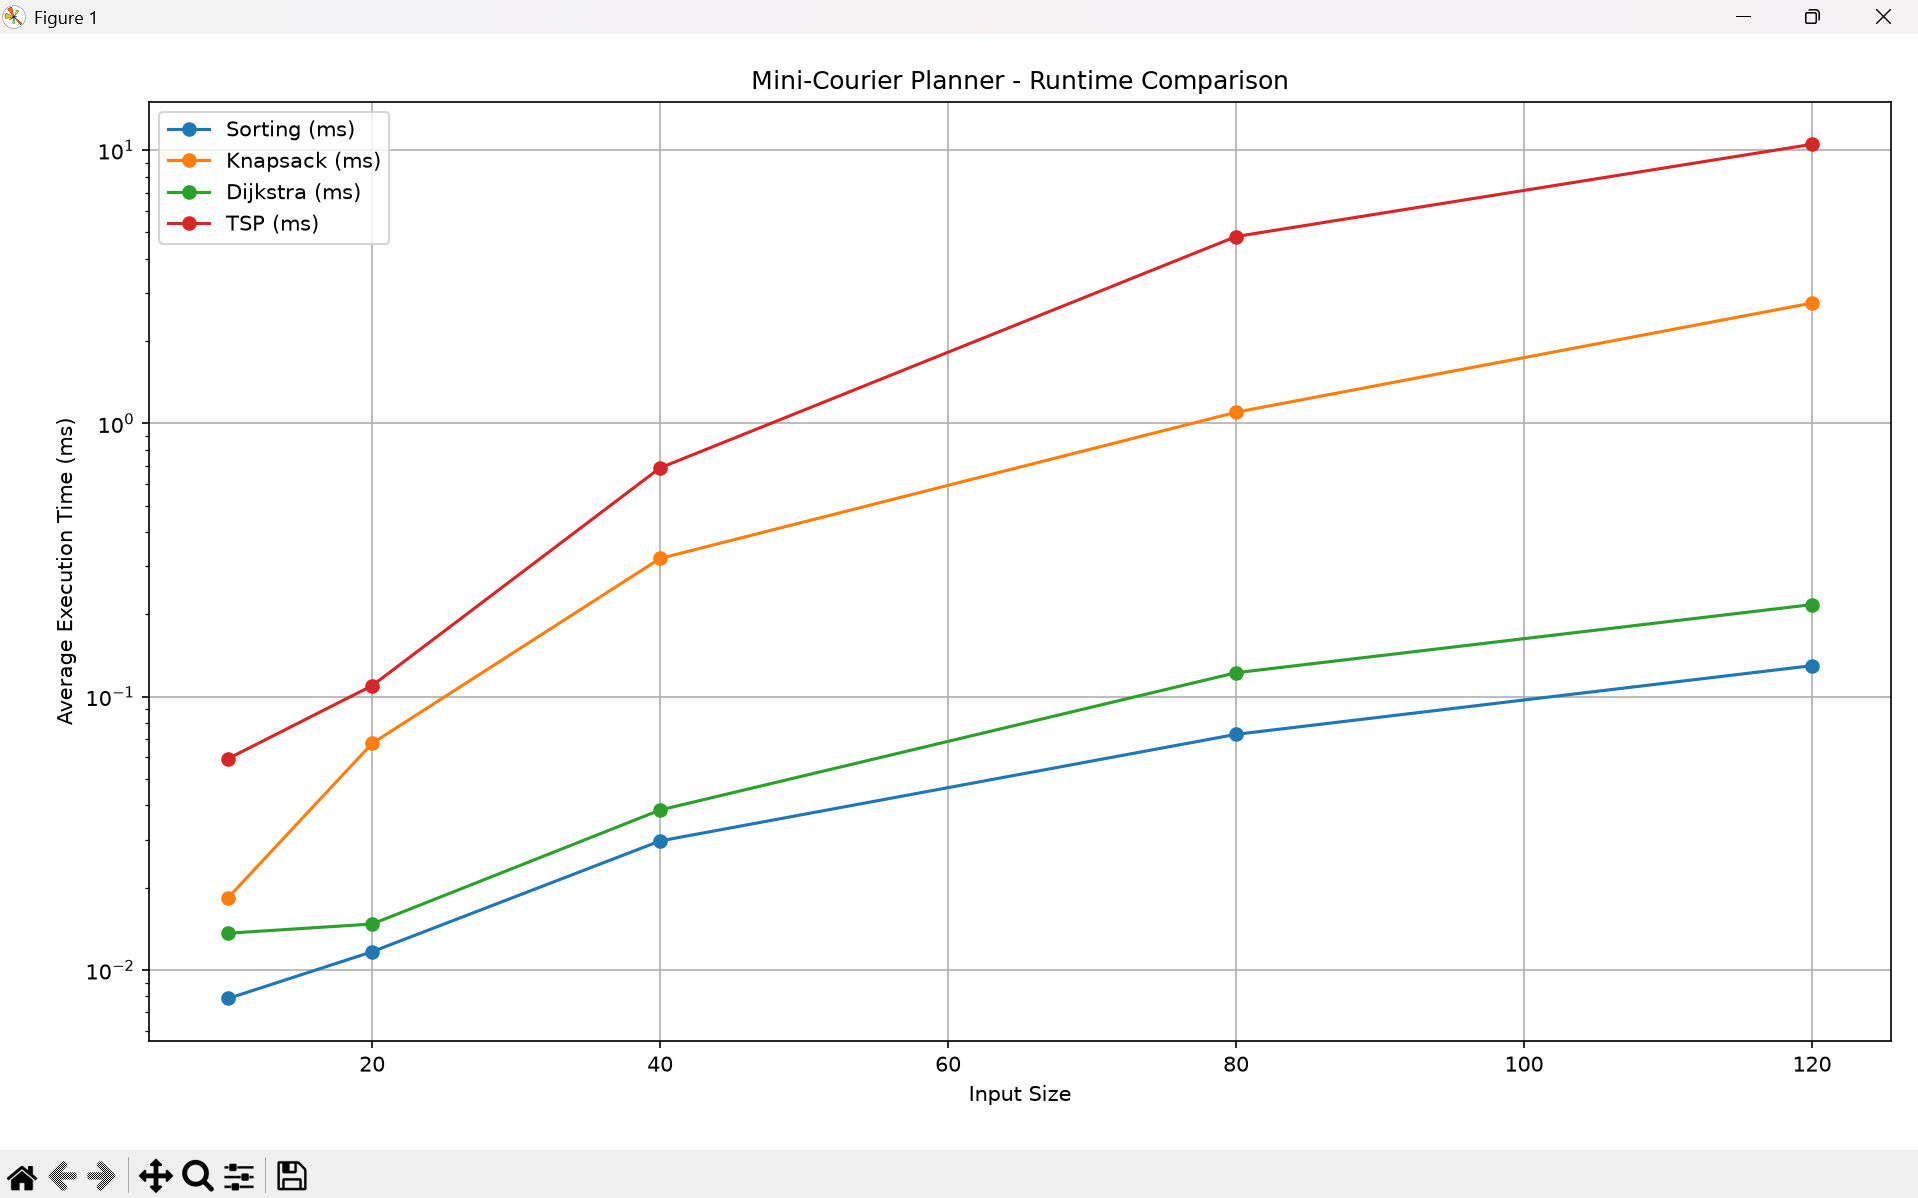 Figure 1
Mini-Courier Planner - Runtime Comparison
Sorting (ms)
Knapsack (ms)
Dijkstra (ms)
TSP (ms)
10¹
10⁰
10⁻¹
10⁻²
Average Execution Time (ms)
20 40 60 80 100 120
Input Size